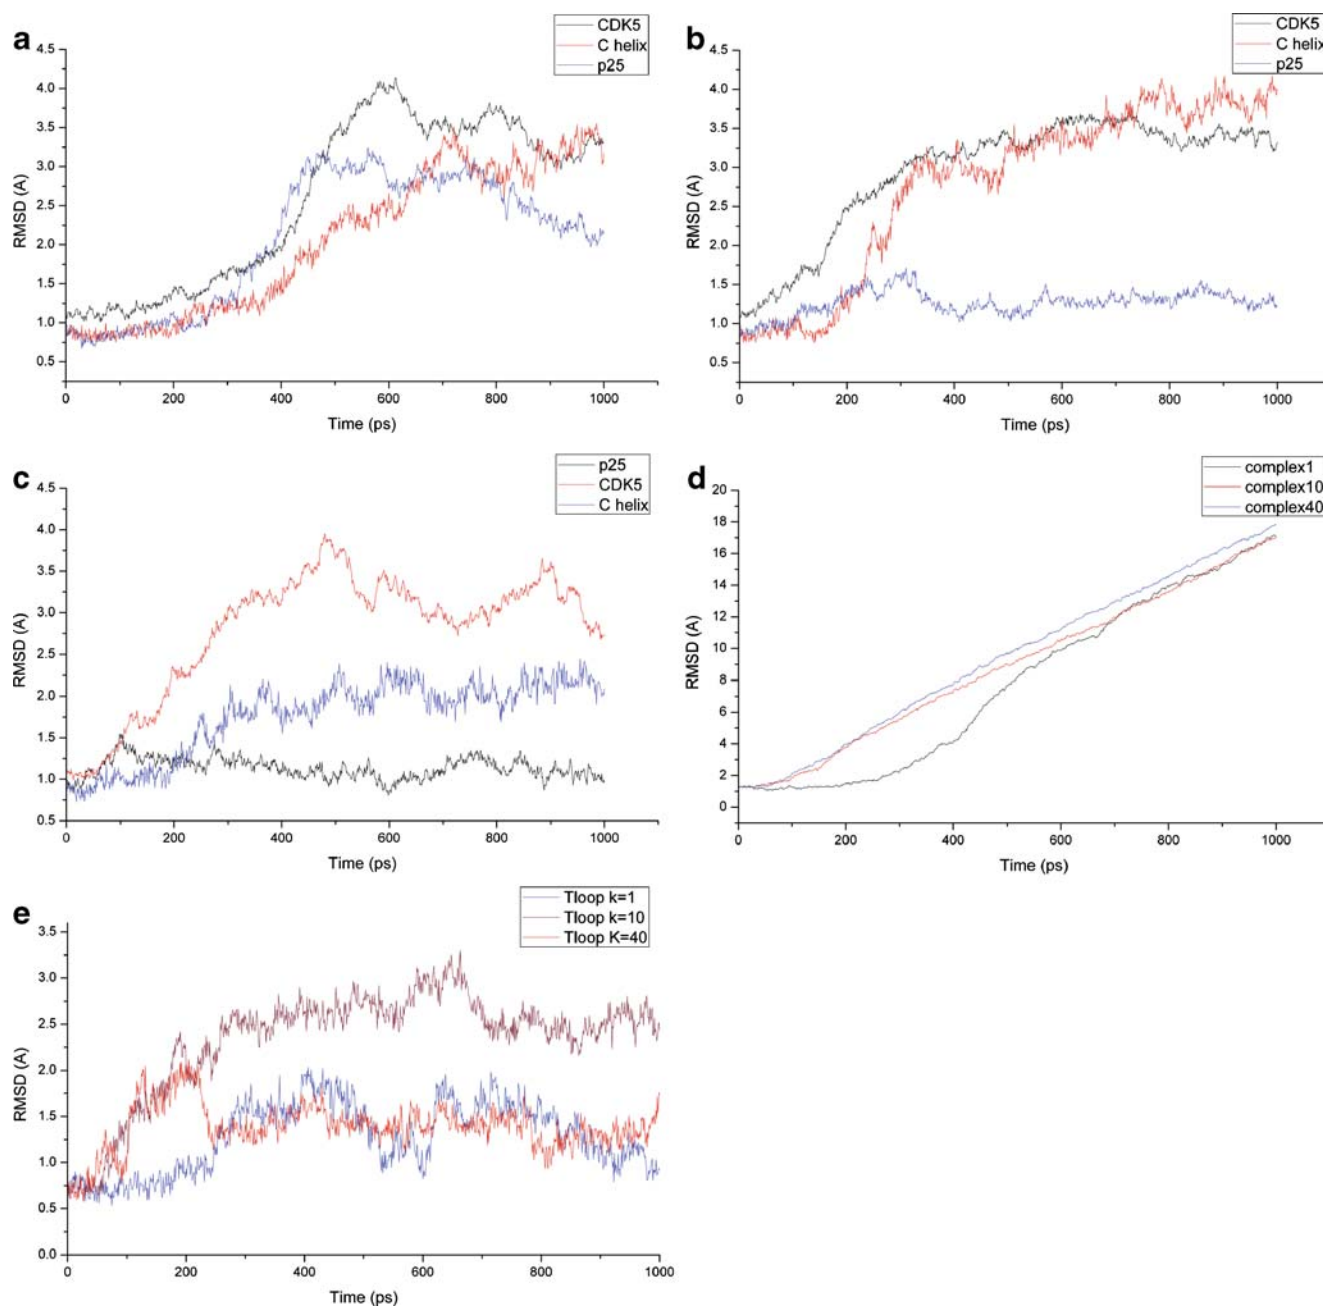 a
CDK5
C helix
p25
4.5
4.0
3.5
3.0
2.5
2.0
1.5
1.0
0.5
RMSD (A)
0 200 400 600 800 1000
Time (ps)
b
CDK5
C helix
p25
4.5
4.0
3.5
3.0
2.5
2.0
1.5
1.0
0.5
RMSD (A)
0 200 400 600 800 1000
Time (ps)
c
p25
CDK5
C helix
4.5
4.0
3.5
3.0
2.5
2.0
1.5
1.0
0.5
RMSD (A)
0 200 400 600 800 1000
Time (ps)
d
complex1
complex10
complex40
20
18
16
14
12
10
8
6
4
2
0
RMSD (A)
0 200 400 600 800 1000
Time (ps)
e
Tloop k=1
Tloop k=10
Tloop K=40
3.5
3.0
2.5
2.0
1.5
1.0
0.5
0.0
RMSD (A)
0 200 400 600 800 1000
Time (ps)